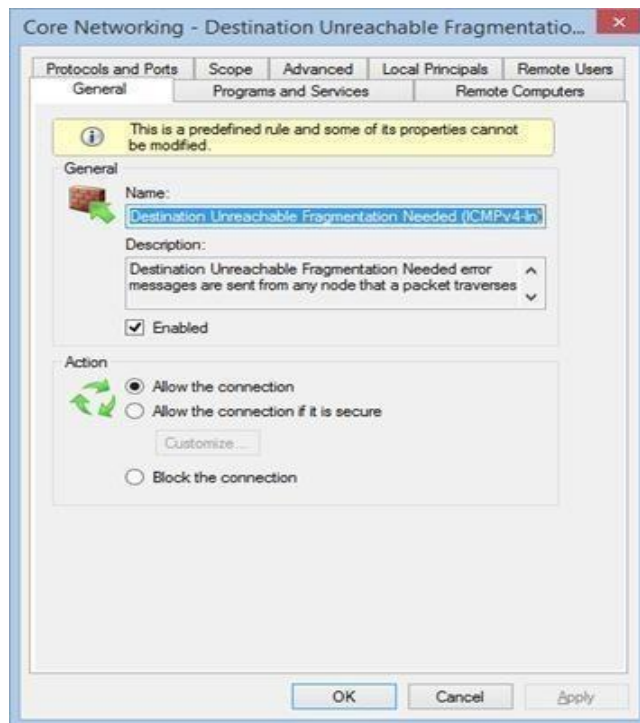 Core Networking - Destination Unreachable Fragmentatio...
Protocols and Ports Scope Advanced Local Principals Remote Users
General Programs and Services Remote Computers
This is a predefined rule and some of its properties cannot
be modified.
General
Name:
Destination Unreachable Fragmentation Needed (ICMPv4-In
Description:
Destination Unreachable Fragmentation Needed error
messages are sent from any node that a packet traverses
Enabled
Action
Allow the connection
Allow the connection if it is secure
Customize...
Block the connection
OK Cancel Apply